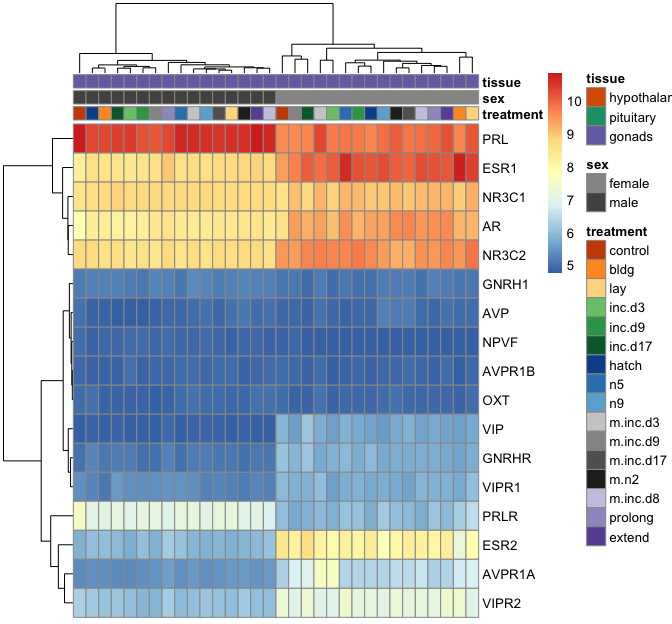 tissue
sex
treatment
PRL
ESR1
NR3C1
AR
NR3C2
GNRH1
AVP
NPVF
AVPR1B
OXT
VIP
GNRHR
VIPR1
PRLR
ESR2
AVPR1A
VIPR2
10
9
8
7
6
5
tissue
hypothalar
pituitary
gonads
sex
female
male
treatment
control
bldg
lay
inc.d3
inc.d9
inc.d17
hatch
n5
n9
m.inc.d3
m.inc.d9
m.inc.d17
m.n2
m.inc.d8
prolong
extend